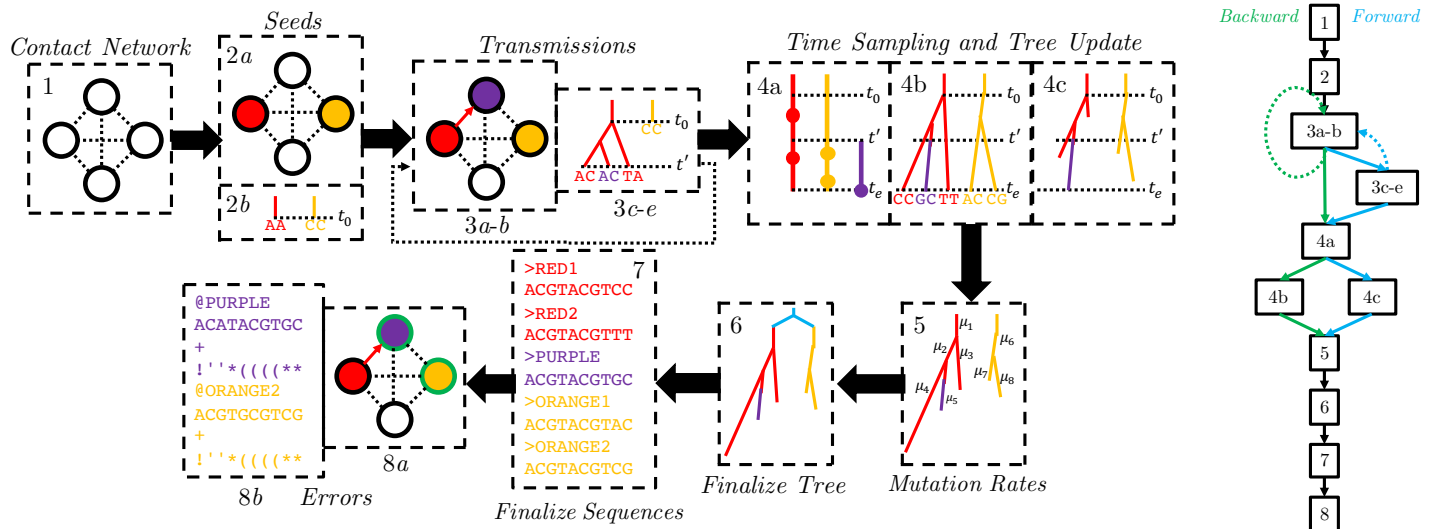 Contact Network
1
Seeds
2a
2b
AA
CC
t0
Transmissions
3a-b
CC
t0
t'
AC AC TA
3c-e
Time Sampling and Tree Update
4a
t0
t'
te
4b
t0
t'
te
CCGCTT ACCG
4c
t0
t'
te
5
μ1
μ2
μ3
μ4
μ5
μ6
μ7
μ8
Mutation Rates
6
Finalize Tree
7
>RED1
ACGTACGTCC
>RED2
ACGTACGTTT
>PURPLE
ACGTACGTGC
>ORANGE1
ACGTACGTAC
>ORANGE2
ACGTACGTCG
Finalize Sequences
8a
@PURPLE
ACATACGTGC
+
!''*((((**
@ORANGE2
ACGTGCGTCG
+
!''*((((**
8b
Errors
Backward
Forward
1
2
3a-b
3c-e
4a
4b
4c
5
6
7
8